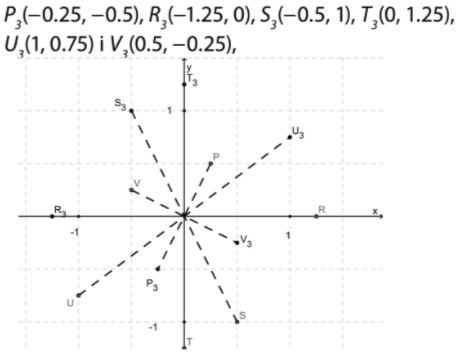 P₃(−0.25, −0.5), R₃(−1.25, 0), S₃(−0.5, 1), T₃(0, 1.25),
U₃(1, 0.75) i V₃(0.5, −0.25),
y
T₃
S₃
1
U₃
P
V
R₃
R
x
-1
1
V₃
P₃
U
S
-1
T